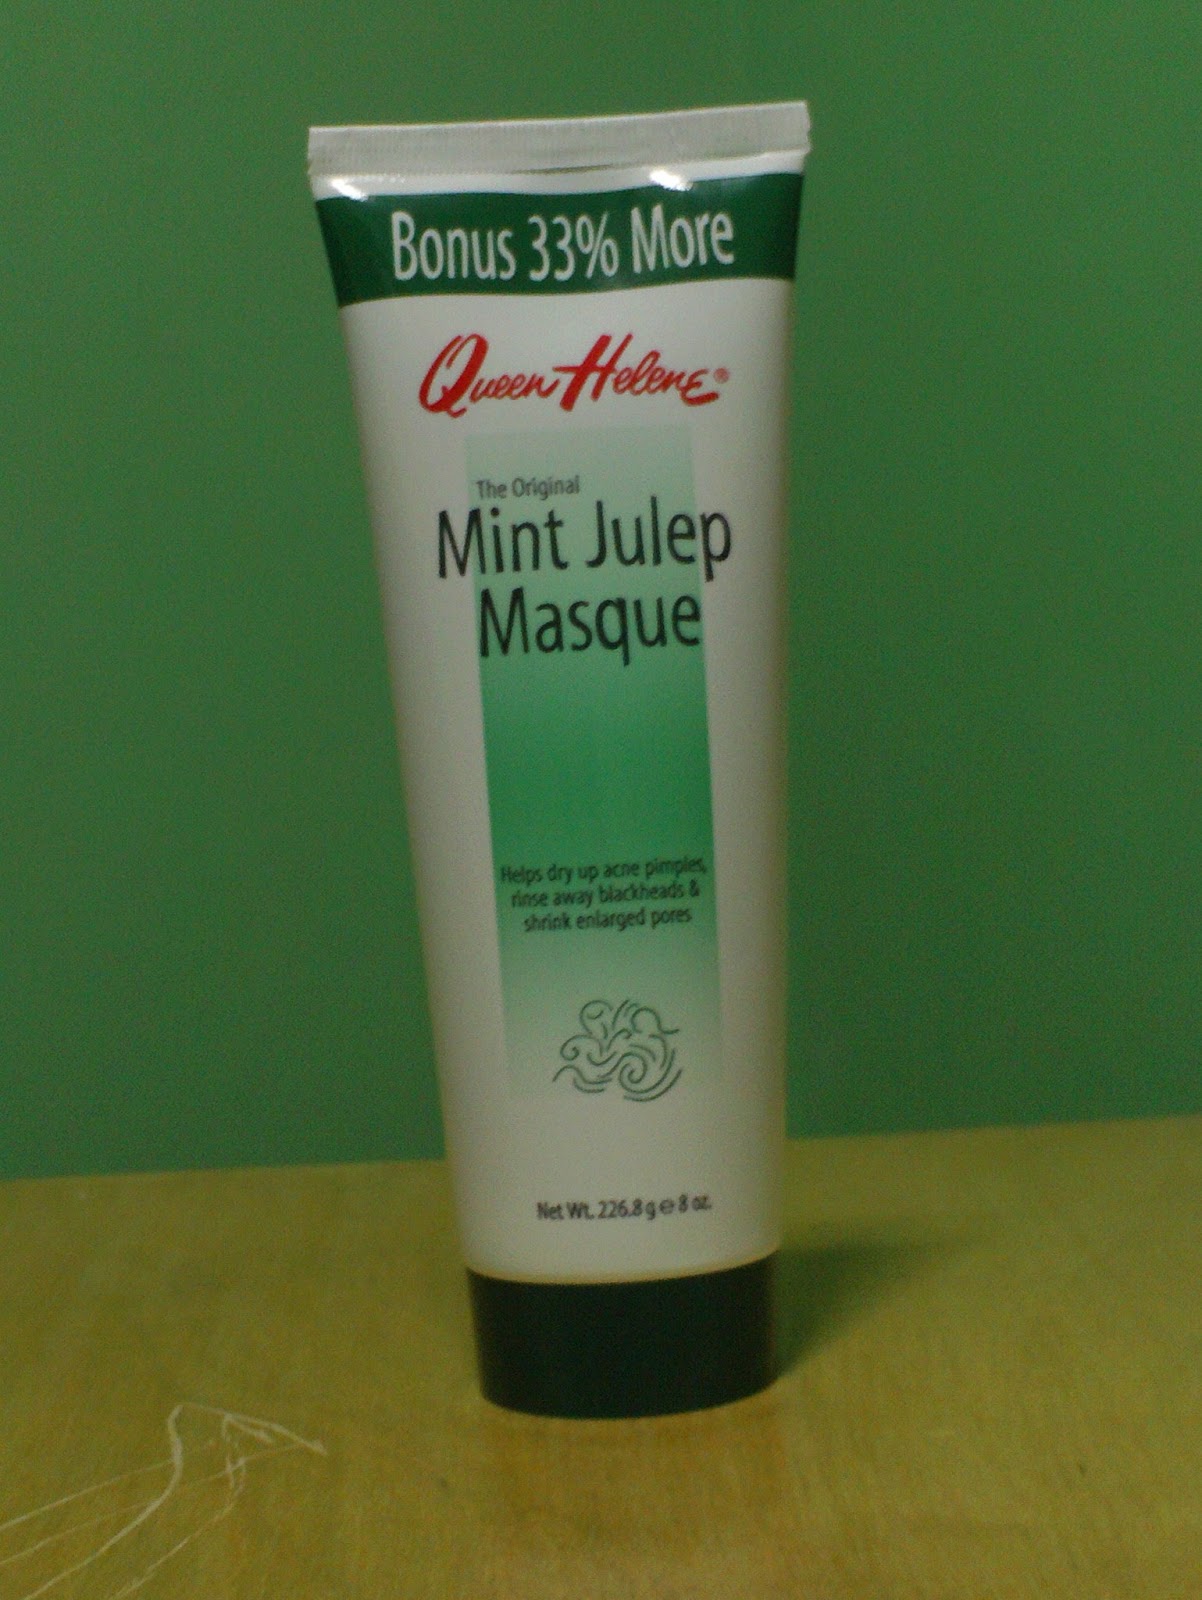 Bonus 33% More
Queen Helene®
The Original
Mint Julep
Masque
Helps dry up acne pimples,
rinse away blackheads &
shrink enlarged pores
Net Wt. 226.8 g ℮ 8 oz.